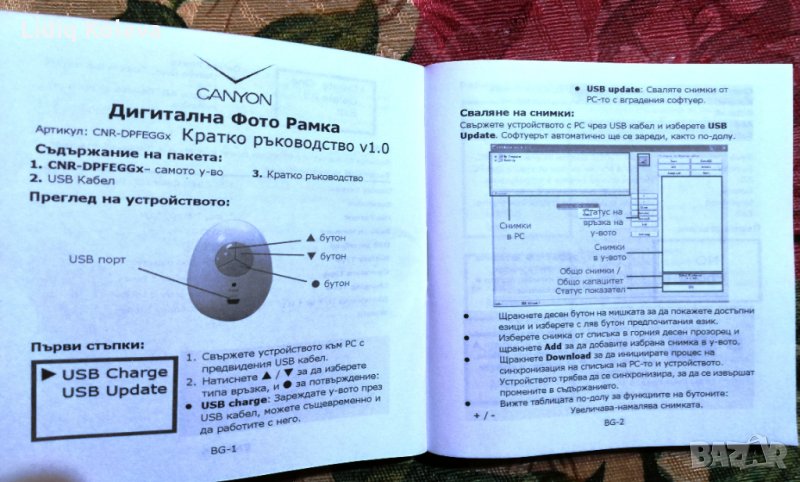 Lidiq Koleva
CANYON
Дигитална Фото Рамка
Артикул: CNR-DPFEGGx Кратко ръководство v1.0
Съдържание на пакета:
1. CNR-DPFEGGx– самото у-во
2. USB Кабел
3. Кратко ръководство
Преглед на устройството:
▲ бутон
USB порт
▼ бутон
● бутон
Първи стъпки:
▶ USB Charge
USB Update
1. Свържете устройството към PC с
предвидения USB кабел.
2. Натиснете ▲ / ▼ за да изберете
типа връзка, и ● за потвърждение:
● USB charge: Зареждате у-вото през
USB кабел, можете същевременно и
да работите с него.
BG-1
● USB update: Сваляте снимки от
PC-то с вградения софтуер.
Сваляне на снимки:
Свържете устройството с PC чрез USB кабел и изберете USB
Update. Софтуерът автоматично ще се зареди, както по-долу.
Снимки
в PC
Статус на
връзка на
у-вото
Снимки
в у-вото
Общо снимки /
Общо капацитет
Статус показател
● Щракнете десен бутон на мишката за да покажете достъпни
езици и изберете с ляв бутон предпочитания език.
● Изберете снимка от списъка в горния десен прозорец и
щракнете Add за да добавите избрана снимка в у-вото.
● Щракнете Download за да инициирате процес на
синхронизация на списъка на PC-то и устройството.
Устройството трябва да се синхронизира, за да се извършат
промените в съдържанието.
● Вижте таблицата по-долу за функциите на бутоните:
+ / - Увеличава-намалява снимката.
BG-2
BAZAR